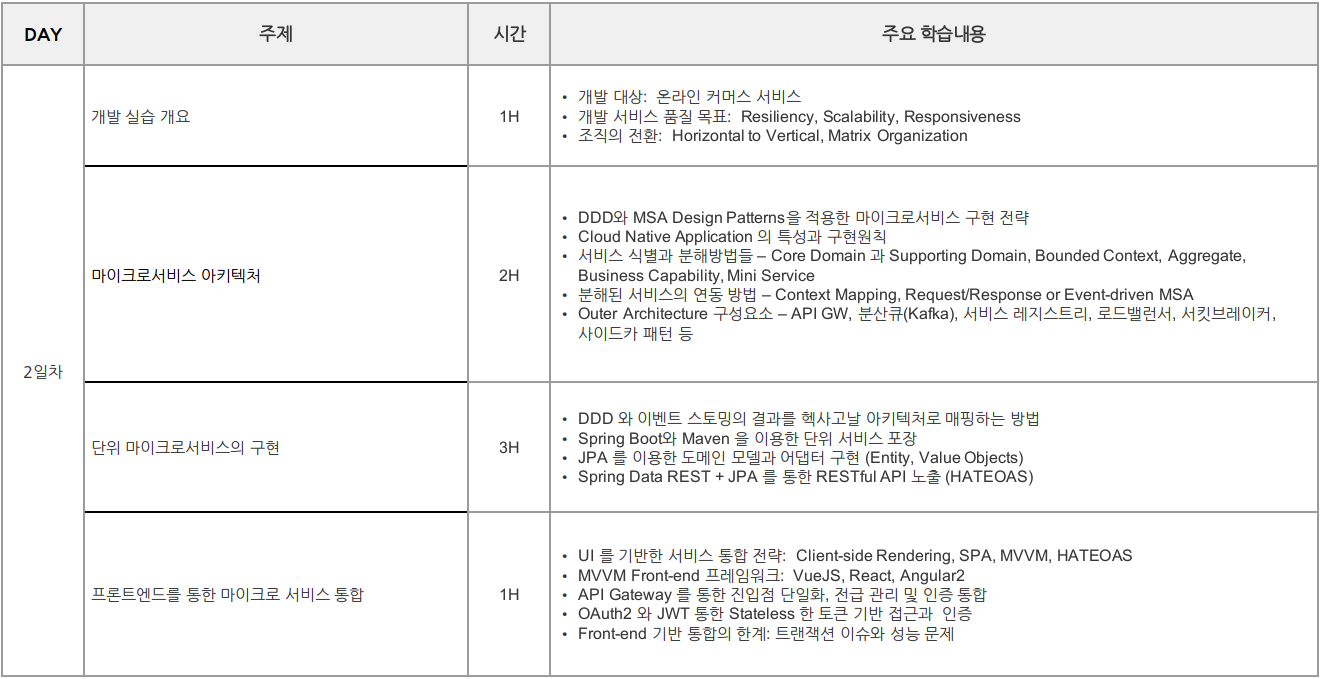 DAY 주제 시간 주요 학습내용
2일차
개발 실습 개요
1H
• 개발 대상: 온라인 커머스 서비스
• 개발 서비스 품질 목표: Resiliency, Scalability, Responsiveness
• 조직의 전환: Horizontal to Vertical, Matrix Organization
마이크로서비스 아키텍처
2H
• DDD와 MSA Design Patterns을 적용한 마이크로서비스 구현 전략
• Cloud Native Application 의 특성과 구현원칙
• 서비스 식별과 분해방법들 – Core Domain 과 Supporting Domain, Bounded Context, Aggregate,
Business Capability, Mini Service
• 분해된 서비스의 연동 방법 – Context Mapping, Request/Response or Event-driven MSA
• Outer Architecture 구성요소 – API GW, 분산큐(Kafka), 서비스 레지스트리, 로드밸런서, 서킷브레이커,
사이드카 패턴 등
단위 마이크로서비스의 구현
3H
• DDD 와 이벤트 스토밍의 결과를 헥사고날 아키텍처로 매핑하는 방법
• Spring Boot와 Maven 을 이용한 단위 서비스 포장
• JPA 를 이용한 도메인 모델과 어댑터 구현 (Entity, Value Objects)
• Spring Data REST + JPA 를 통한 RESTful API 노출 (HATEOAS)
프론트엔드를 통한 마이크로 서비스 통합
1H
• UI 를 기반한 서비스 통합 전략: Client-side Rendering, SPA, MVVM, HATEOAS
• MVVM Front-end 프레임워크: VueJS, React, Angular2
• API Gateway 를 통한 진입점 단일화, 전급 관리 및 인증 통합
• OAuth2 와 JWT 통한 Stateless 한 토큰 기반 접근과 인증
• Front-end 기반 통합의 한계: 트랜잭션 이슈와 성능 문제